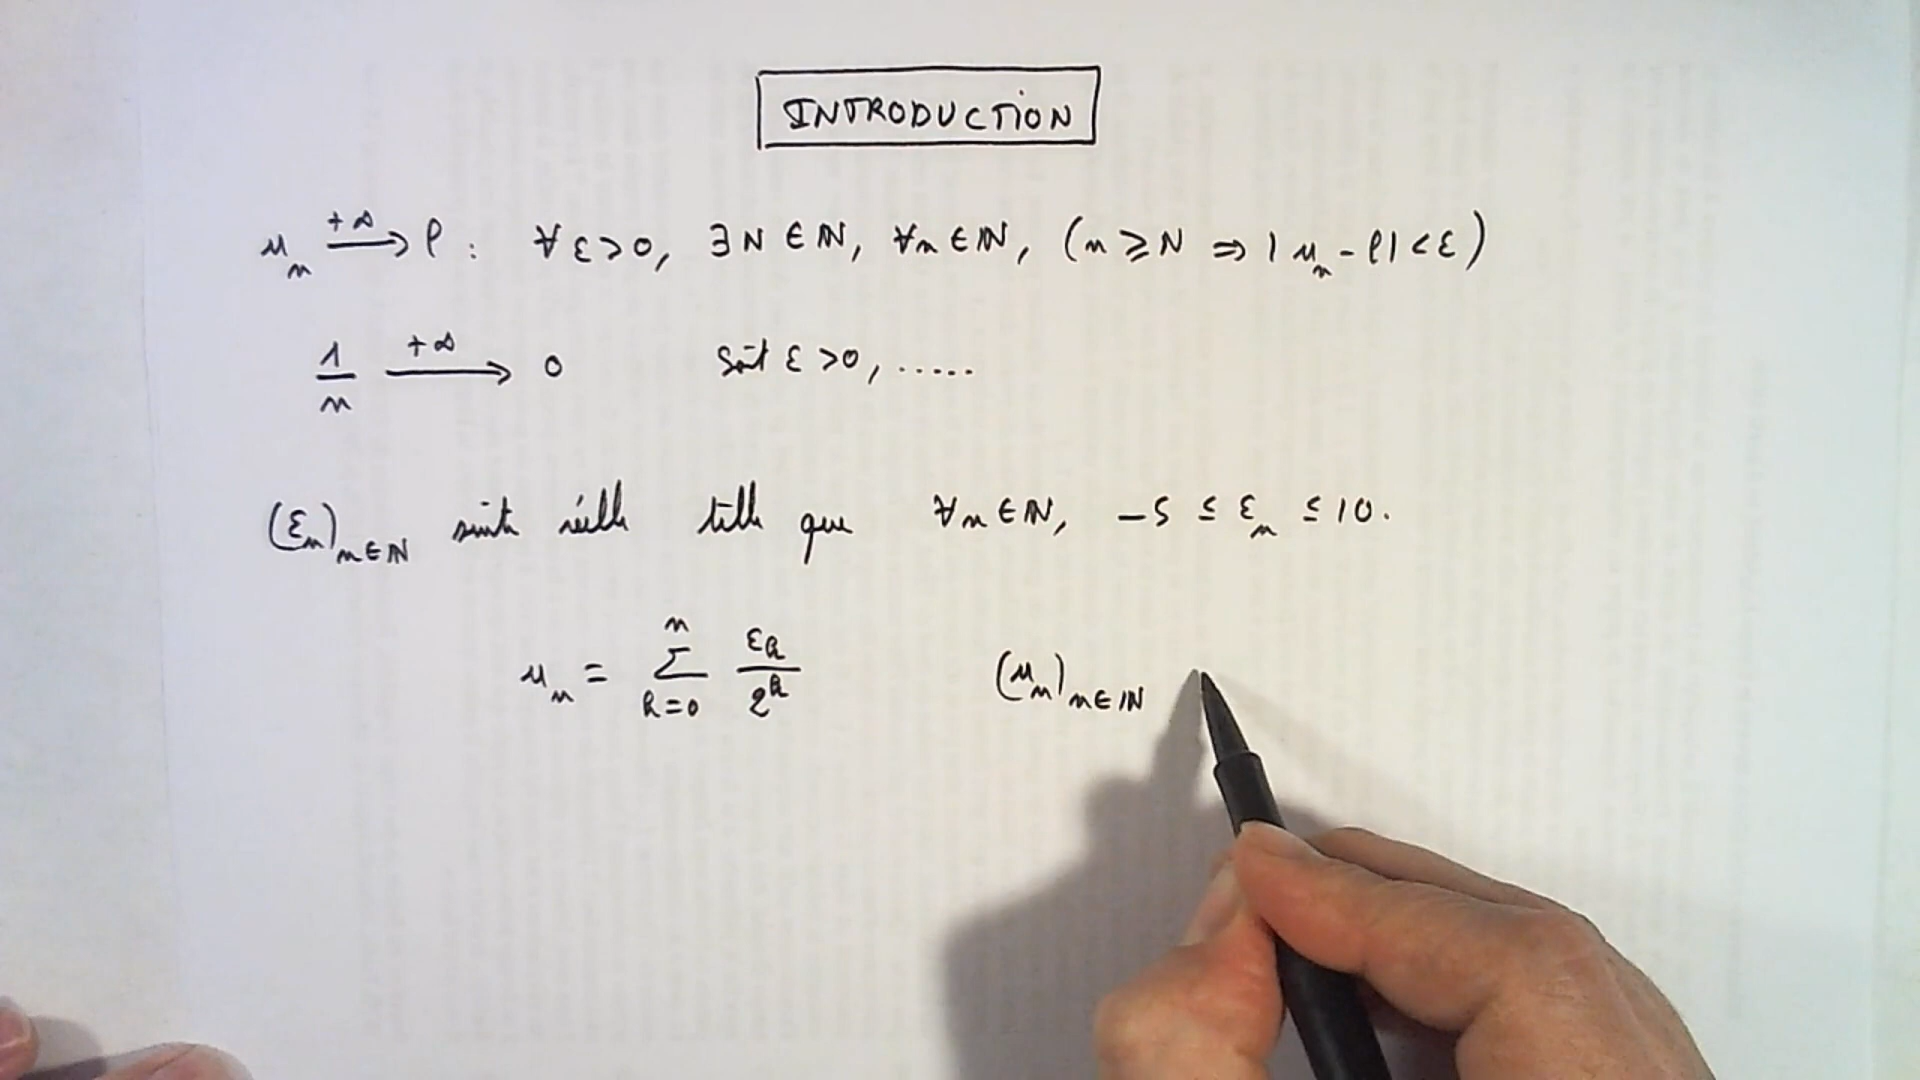 INTRODUCTION
u_n →^{+∞} ℓ : ∀ε>0, ∃N∈ℕ, ∀n∈ℕ, (n⩾N ⇒ |u_n - ℓ|<ε)
1/n →^{+∞} 0 Soit ε>0, .....
(ε_n)_{n∈ℕ} suite réelle telle que ∀n∈ℕ, -5 ≤ ε_n ≤ 10.
u_n = ∑_{k=0}^{n} ε_k/2^k (u_n)_{n∈ℕ}